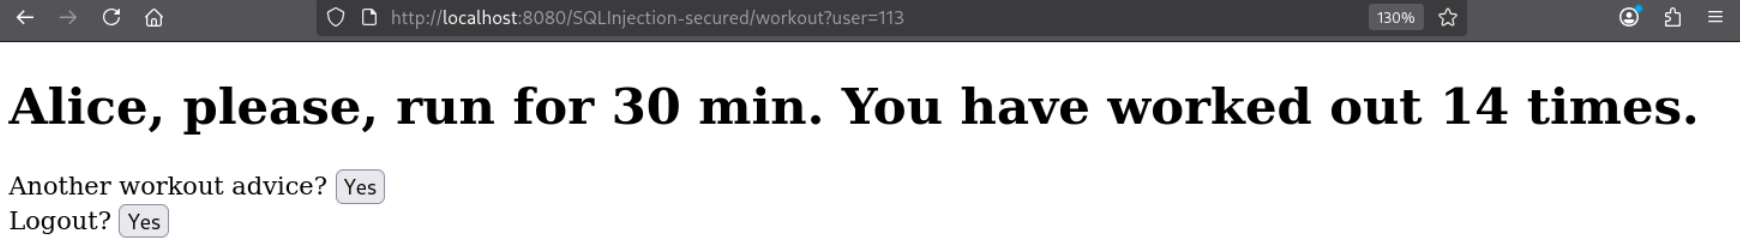 http://localhost:8080/SQLInjection-secured/workout?user=113 130%
Alice, please, run for 30 min. You have worked out 14 times.
Another workout advice? Yes
Logout? Yes